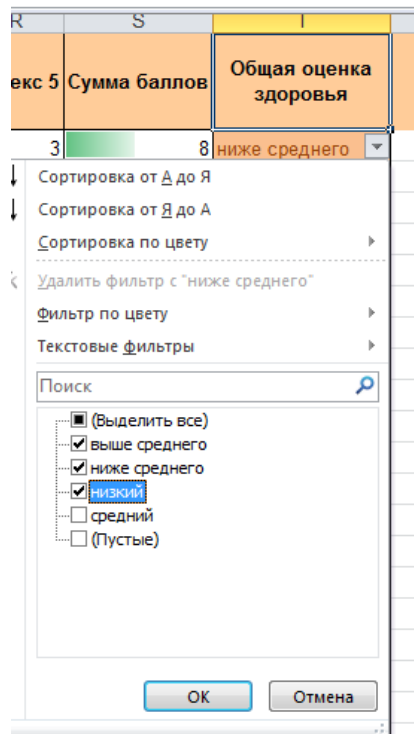 R S
екс 5 Сумма баллов Общая оценка
здоровья
3 8 ниже среднего
Сортировка от А до Я
Сортировка от Я до А
Сортировка по цвету
Удалить фильтр с "ниже среднего"
Фильтр по цвету
Текстовые фильтры
Поиск
(Выделить все)
выше среднего
ниже среднего
низкий
средний
(Пустые)
ОК Отмена